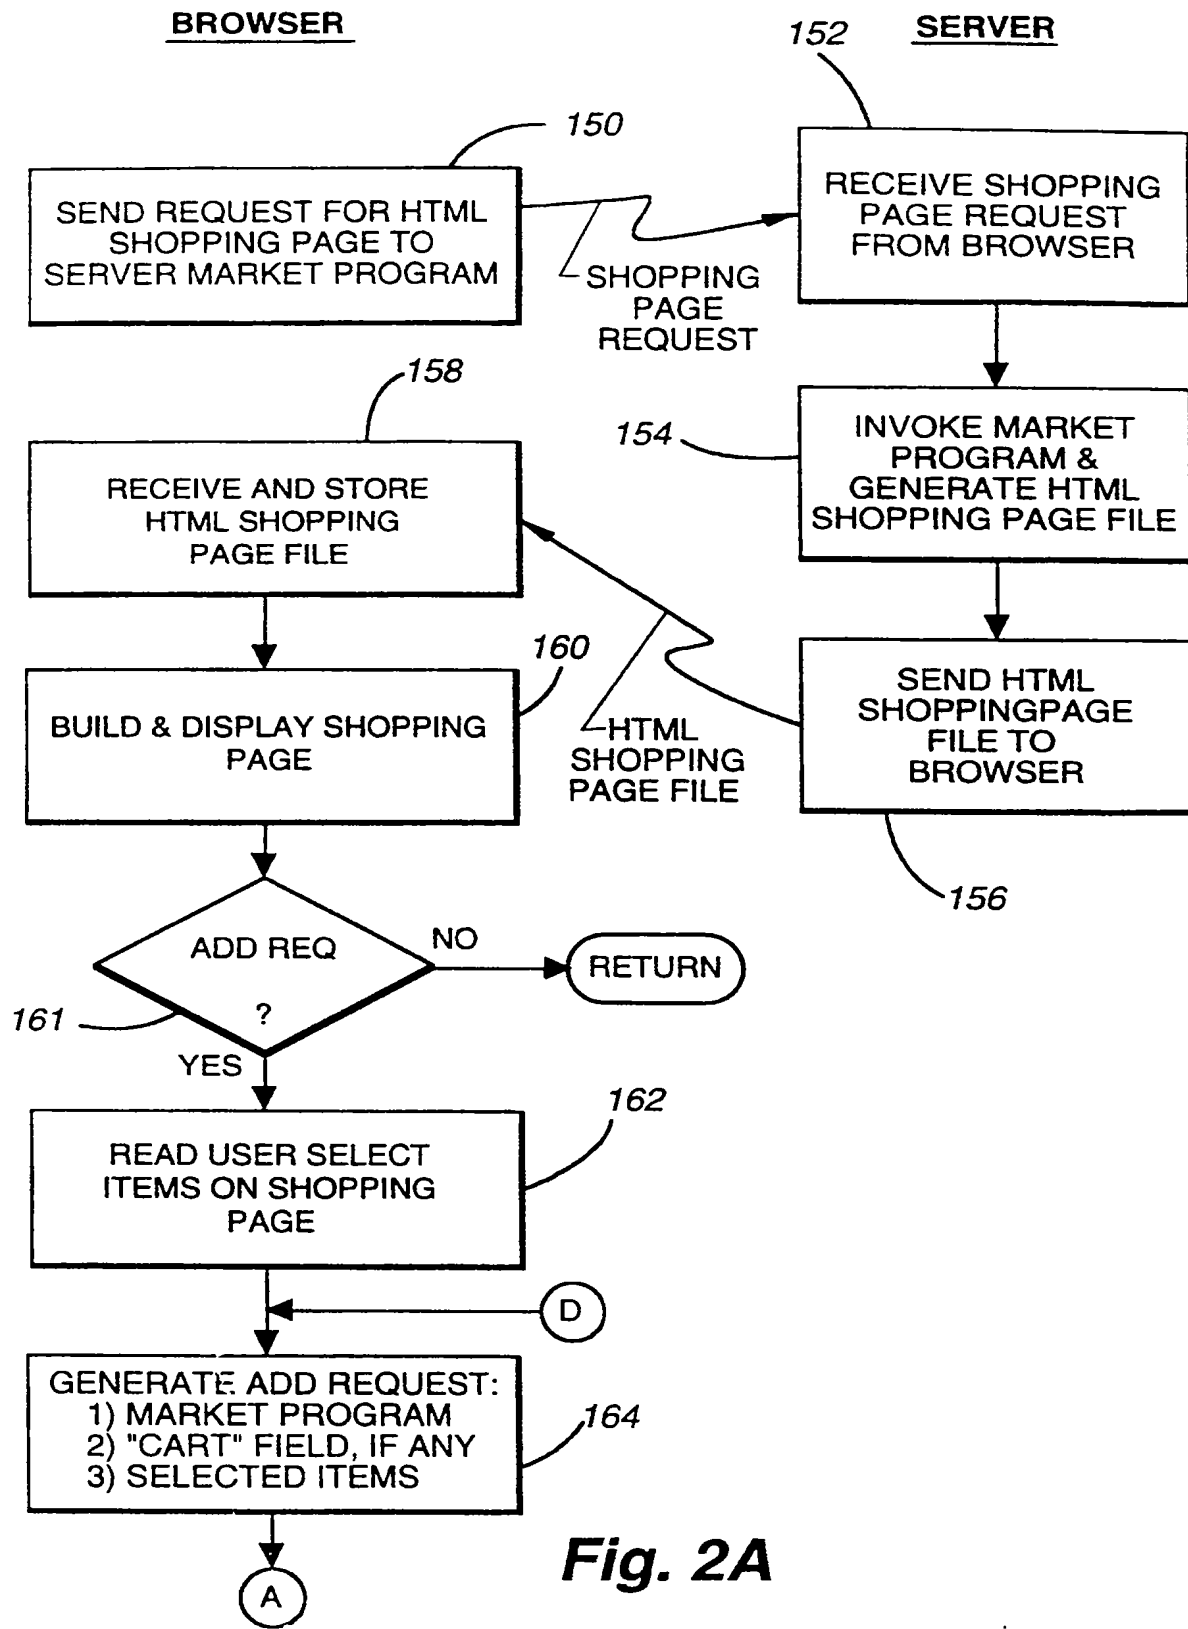 BROWSER
SERVER
152
150
SEND REQUEST FOR HTML
SHOPPING PAGE TO
SERVER MARKET PROGRAM
SHOPPING
PAGE
REQUEST
RECEIVE SHOPPING
PAGE REQUEST
FROM BROWSER
158
154
INVOKE MARKET
PROGRAM &
GENERATE HTML
SHOPPING PAGE FILE
RECEIVE AND STORE
HTML SHOPPING
PAGE FILE
160
BUILD & DISPLAY SHOPPING
PAGE
HTML
SHOPPING
PAGE FILE
SEND HTML
SHOPPINGPAGE
FILE TO
BROWSER
156
ADD REQ
?
NO
RETURN
161
YES
162
READ USER SELECT
ITEMS ON SHOPPING
PAGE
D
GENERATE ADD REQUEST:
1) MARKET PROGRAM
2) "CART" FIELD, IF ANY
3) SELECTED ITEMS
164
A
Fig. 2A